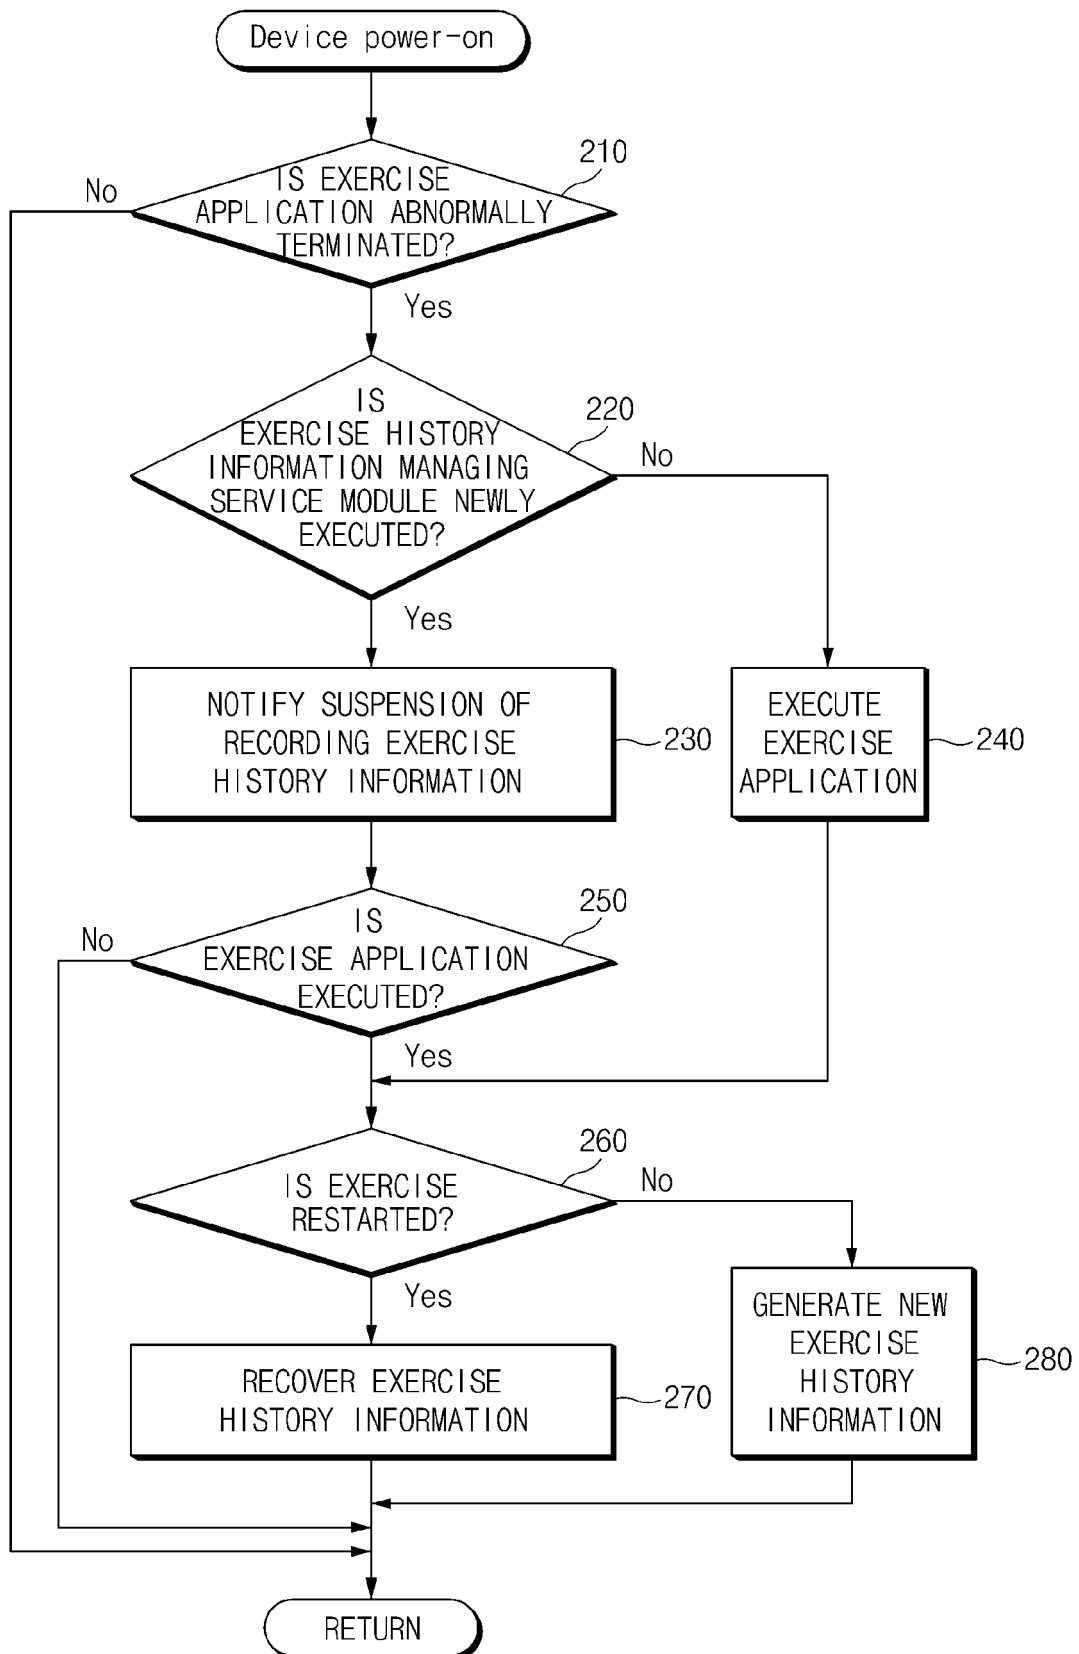 Device power-on
210
No
IS EXERCISE
APPLICATION ABNORMALLY
TERMINATED?
Yes
220
IS
EXERCISE HISTORY
INFORMATION MANAGING
SERVICE MODULE NEWLY
EXECUTED?
No
Yes
NOTIFY SUSPENSION OF
RECORDING EXERCISE
HISTORY INFORMATION
230
EXECUTE
EXERCISE
APPLICATION
240
250
No
IS
EXERCISE APPLICATION
EXECUTED?
Yes
260
No
IS EXERCISE
RESTARTED?
Yes
GENERATE NEW
EXERCISE
HISTORY
INFORMATION
280
RECOVER EXERCISE
HISTORY INFORMATION
270
RETURN